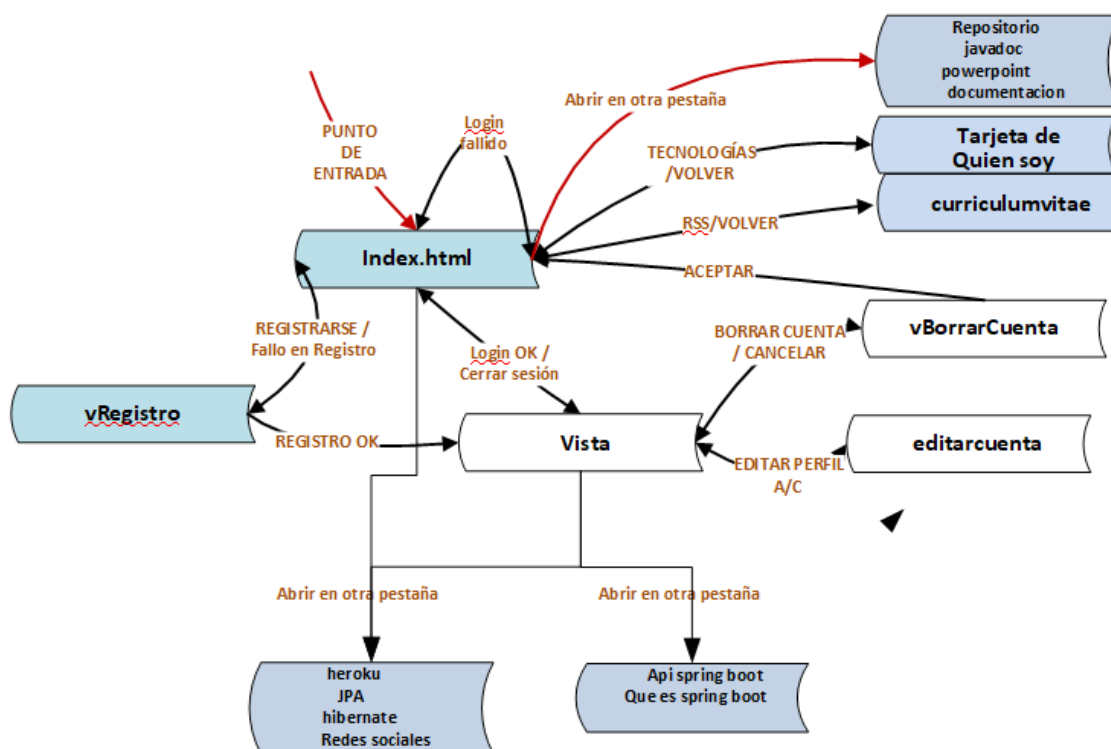 Repositorio
javadoc
powerpoint
documentacion
Abrir en otra pestaña
PUNTO
DE
ENTRADA
Login
fallido
TECNOLOGÍAS
/VOLVER
Tarjeta de
Quien soy
curriculumvitae
RSS/VOLVER
Index.html
ACEPTAR
vBorrarCuenta
REGISTRARSE /
Fallo en Registro
BORRAR CUENTA
/ CANCELAR
Login OK /
Cerrar sesión
vRegistro
REGISTRO OK
Vista
EDITAR PERFIL
A/C
editarcuenta
Abrir en otra pestaña
Abrir en otra pestaña
heroku
JPA
hibernate
Redes sociales
Api spring boot
Que es spring boot